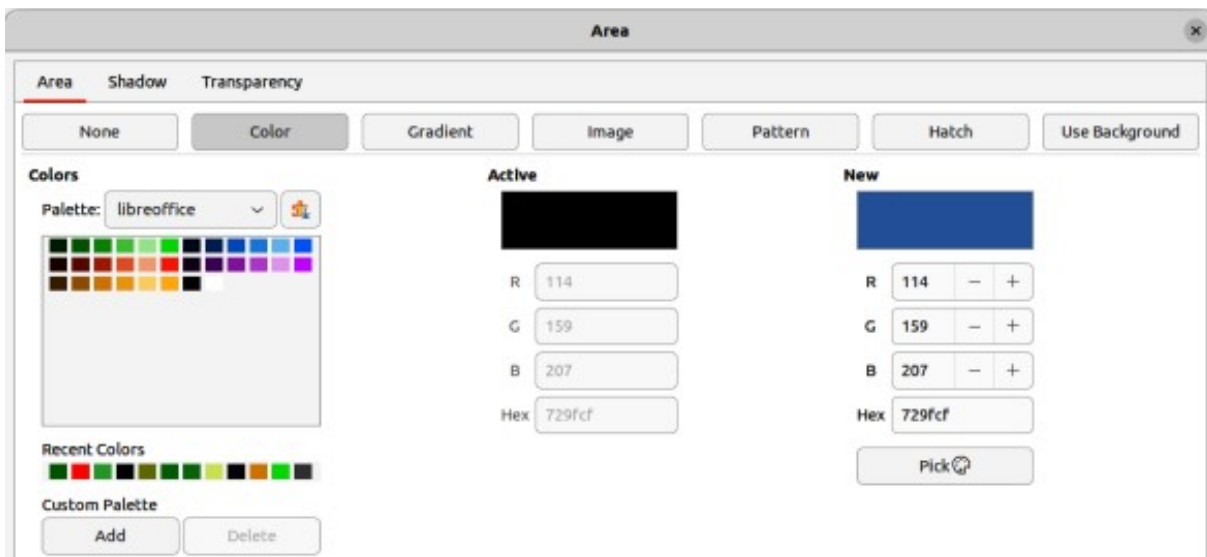 Area
Area Shadow Transparency
None Color Gradient Image Pattern Hatch Use Background
Colors Active New
Palette: libreoffice
R 114 R 114 − +
G 159 G 159 − +
B 207 B 207 − +
Hex 729fcf Hex 729fcf
Recent Colors
Pick
Custom Palette
Add Delete